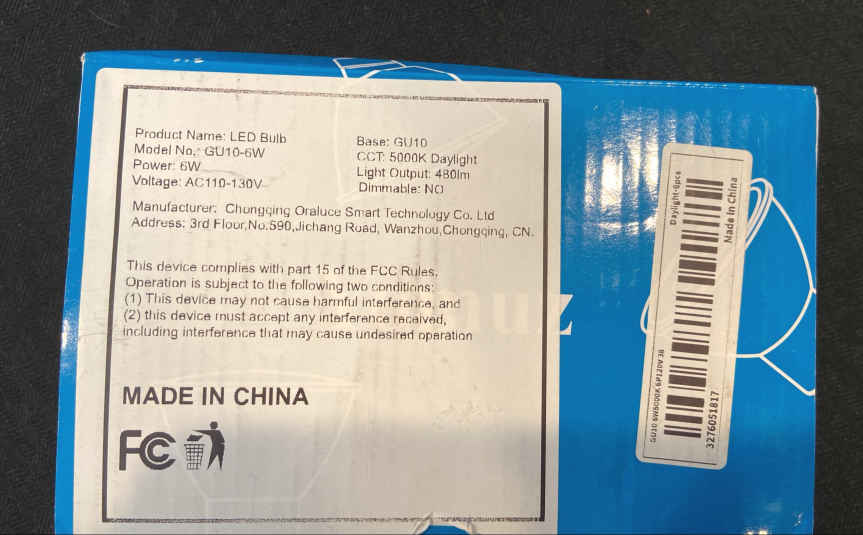 Product Name: LED Bulb
Model No.: GU10-6W
Power: 6W
Voltage: AC110-130V
Base: GU10
CCT: 5000K Daylight
Light Output: 480lm
Dimmable: NO
Manufacturer: Chongqing Oraluce Smart Technology Co. Ltd
Address: 3rd Floor,No.590,Jichang Road, Wanzhou,Chongqing, CN.
This device complies with part 15 of the FCC Rules,
Operation is subject to the following two conditions:
(1) This device may not cause harmful interference, and
(2) this device must accept any interference received,
including interference that may cause undesired operation
MADE IN CHINA
FC
Daylight-6pcs
Made In China
GU10 6W5000K 6P120V 38
3276051817